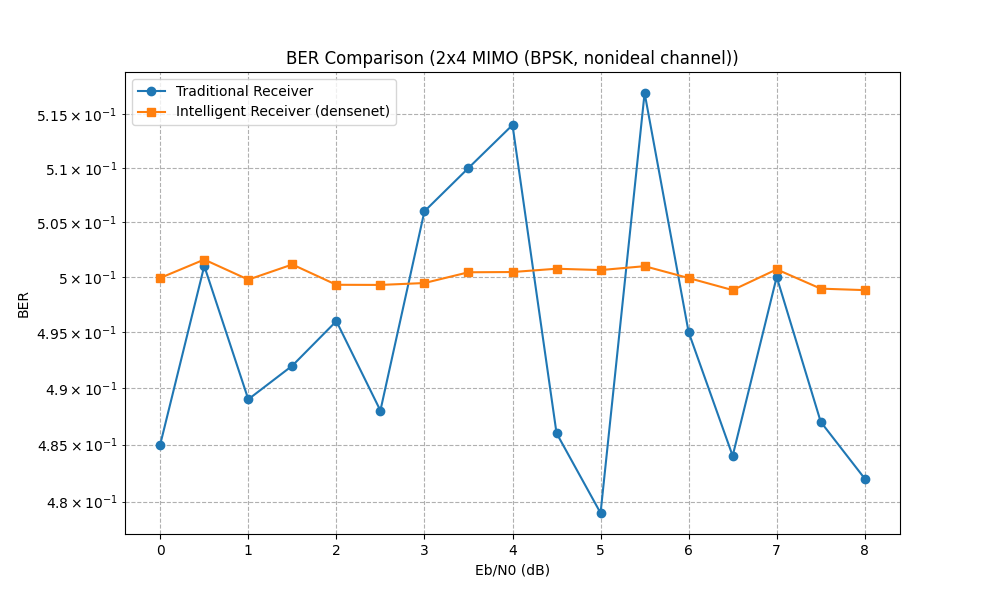 BER Comparison (2x4 MIMO (BPSK, nonideal channel))
Traditional Receiver
Intelligent Receiver (densenet)
5.15 × 10⁻¹
5.1 × 10⁻¹
5.05 × 10⁻¹
5 × 10⁻¹
4.95 × 10⁻¹
4.9 × 10⁻¹
4.85 × 10⁻¹
4.8 × 10⁻¹
BER
0 1 2 3 4 5 6 7 8
Eb/N0 (dB)